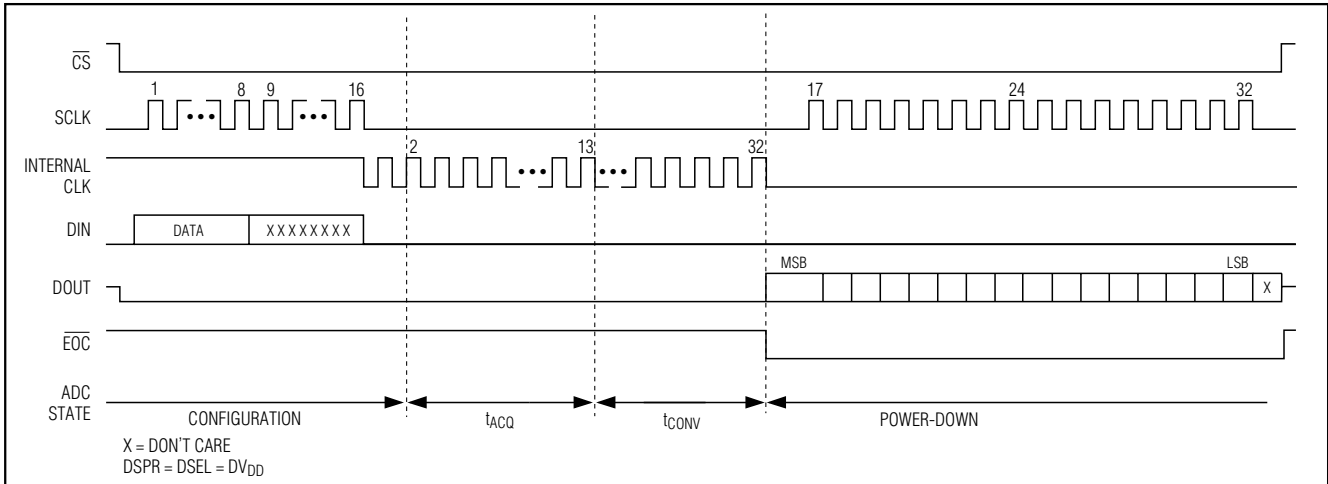 CS
1 8 9 16 17 24 32
SCLK
2 13 32
INTERNAL
CLK
DIN DATA XXXXXXXX
MSB LSB
DOUT X
EOC
ADC
STATE
CONFIGURATION tACQ tCONV POWER-DOWN
X = DON'T CARE
DSPR = DSEL = DVDD